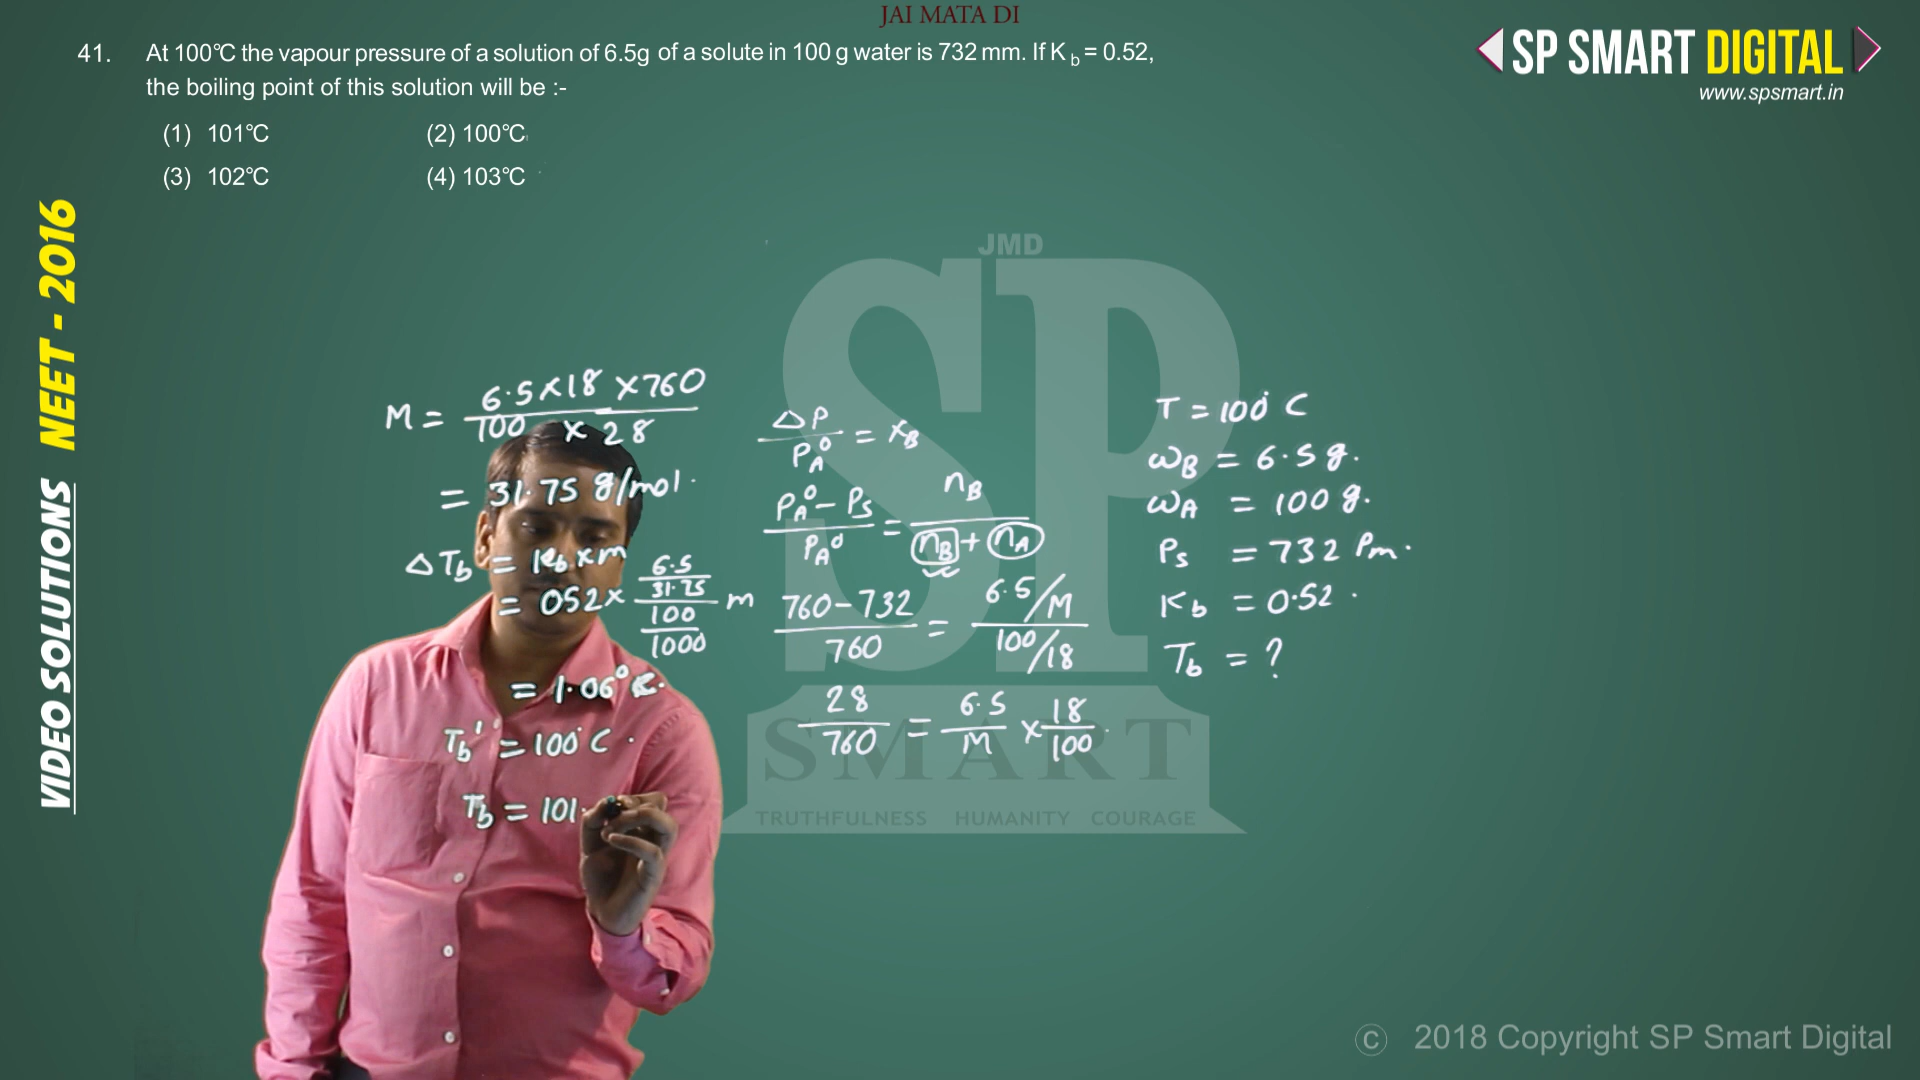 JAI MATA DI
41. At 100℃ the vapour pressure of a solution of 6.5g of a solute in 100 g water is 732 mm. If K b = 0.52,
the boiling point of this solution will be :-
(1) 101℃ (2) 100℃
(3) 102℃ (4) 103℃
SP SMART DIGITAL
www.spsmart.in
VIDEO SOLUTIONS NEET - 2016
JMD
SP
SMART
TRUTHFULNESS HUMANITY COURAGE
M = 6.5×18 ×760 / 100 × 28
= 31.75 g/mol.
ΔTb = Kb×m
= 052× 6.5/31.75 / 100/1000 m
= 1.06°C.
Tb' = 100°C.
Tb = 101.
ΔP/PA° = xB
PA° – Ps / PA° = nB / nB + nA
760–732 / 760 = 6.5/M / 100/18
28/760 = 6.5/M × 18/100.
T = 100°C
WB = 6.5 g.
WA = 100 g.
Ps = 732 Pm.
Kb = 0.52.
Tb = ?
© 2018 Copyright SP Smart Digital